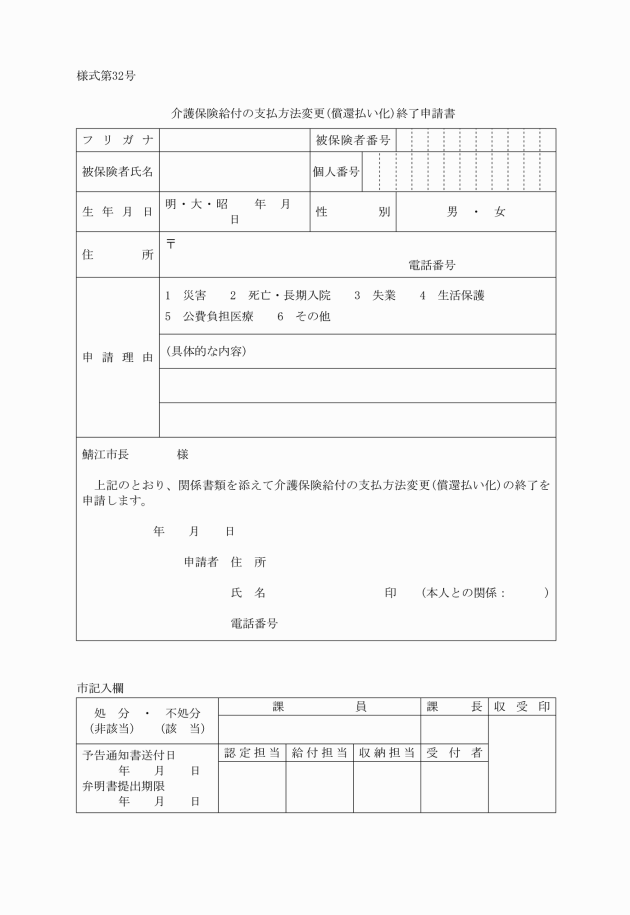 様式第32号
介護保険給付の支払方法変更(償還払い化)終了申請書
フリガナ 被保険者番号
被保険者氏名 個人番号
生年月日 明・大・昭 年 月 日 性別 男 ・ 女
住所 〒
電話番号
申請理由
1 災害 2 死亡・長期入院 3 失業 4 生活保護
5 公費負担医療 6 その他
(具体的な内容)
鯖江市長 様
上記のとおり、関係書類を添えて介護保険給付の支払方法変更(償還払い化)の終了を
申請します。
年 月 日
申請者 住 所
氏 名 印 (本人との関係: )
電話番号
市記入欄
処 分 ・ 不処分 課員 課長 収受印
(非該当) (該 当)
予告通知書送付日 認定担当 給付担当 収納担当 受付者
年 月 日
弁明書提出期限
年 月 日